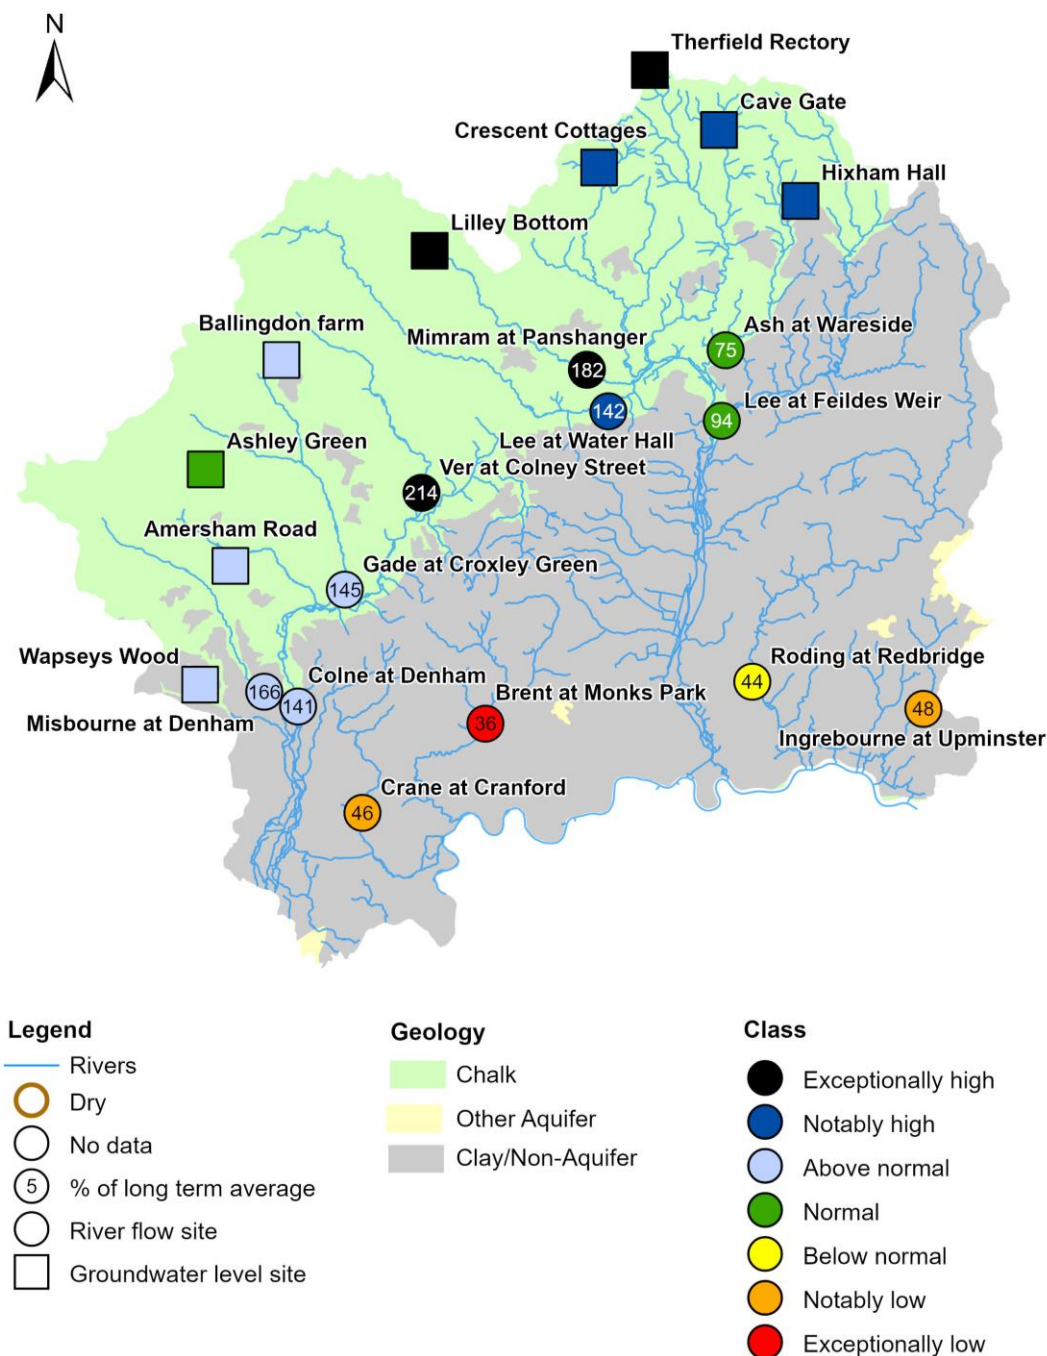 N
Therfield Rectory
Cave Gate
Crescent Cottages
Hixham Hall
Lilley Bottom
Ballingdon farm
Ash at Wareside
Mimram at Panshanger
75
182
Lee at Feildes Weir
142
94
Ashley Green
Lee at Water Hall
Ver at Colney Street
214
Amersham Road
Gade at Croxley Green
145
Wapseys Wood
Colne at Denham
Roding at Redbridge
166
141
Brent at Monks Park
44
Misbourne at Denham
36
48
Ingrebourne at Upminster
Crane at Cranford
46
Legend
Rivers
Dry
No data
5 % of long term average
River flow site
Groundwater level site
Geology
Chalk
Other Aquifer
Clay/Non-Aquifer
Class
Exceptionally high
Notably high
Above normal
Normal
Below normal
Notably low
Exceptionally low